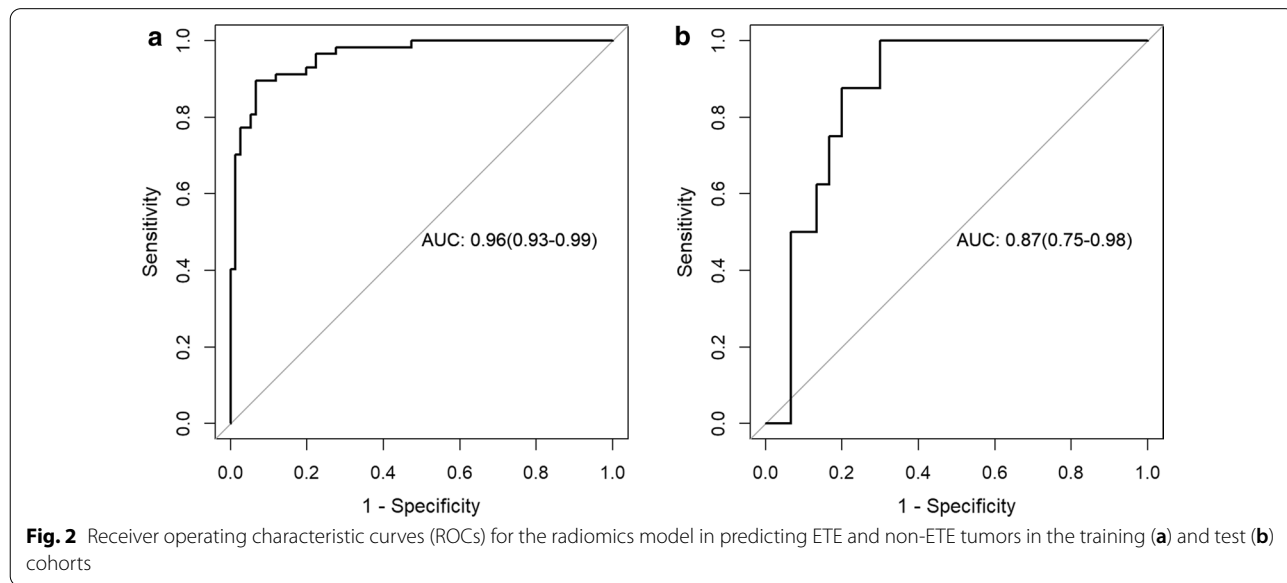 a
1.0
0.8
0.6
0.4
0.2
0.0
Sensitivity
AUC: 0.96(0.93-0.99)
0.0 0.2 0.4 0.6 0.8 1.0
1 - Specificity
b
1.0
0.8
0.6
0.4
0.2
0.0
Sensitivity
AUC: 0.87(0.75-0.98)
0.0 0.2 0.4 0.6 0.8 1.0
1 - Specificity
Fig. 2 Receiver operating characteristic curves (ROCs) for the radiomics model in predicting ETE and non-ETE tumors in the training (a) and test (b)
cohorts